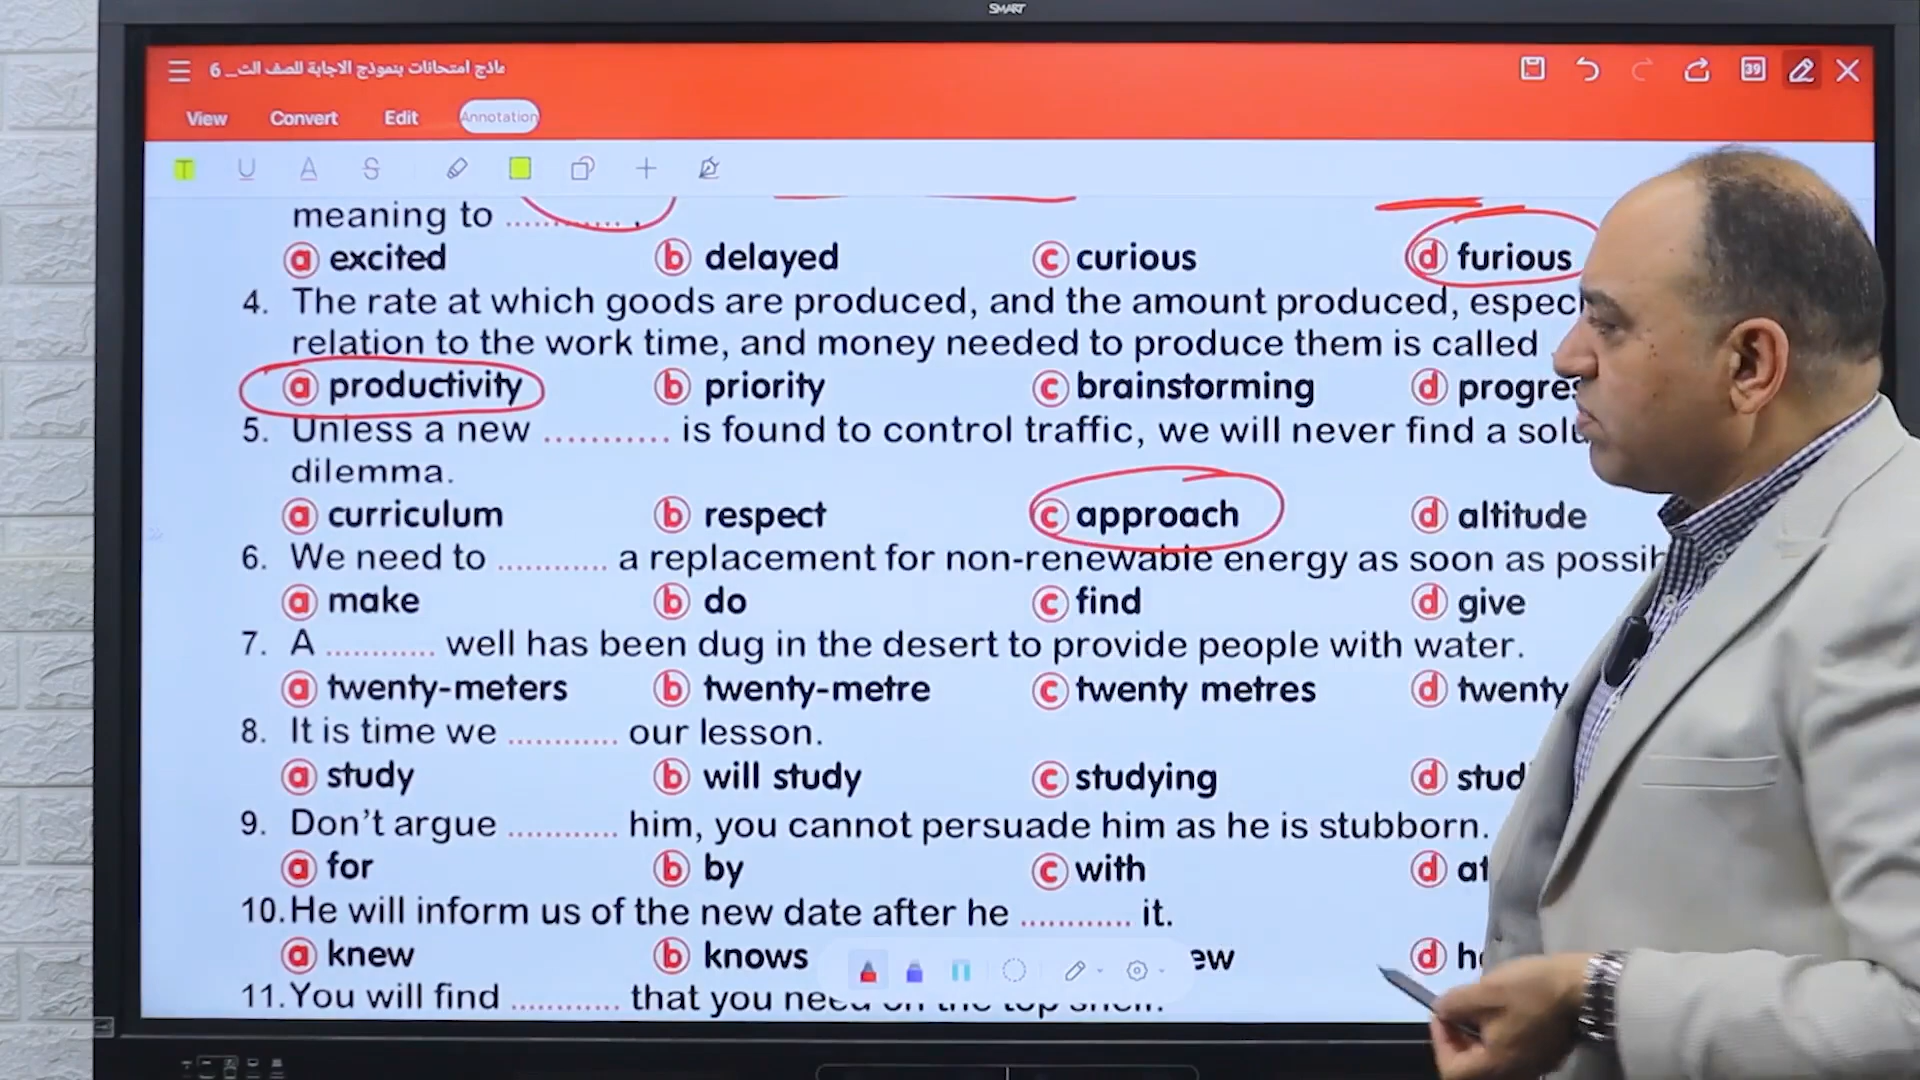 SMART
ماذج امتحانات بنموذج الاجابة للصف الث_ 6
39
View Convert Edit Annotation
T U A S
meaning to ............ .
a excited b delayed c curious d furious
4. The rate at which goods are produced, and the amount produced,
relation to the work time, and money needed to produce them is called
a productivity b priority c brainstorming d
5. Unless a new ............ is found to control traffic, we will never find a
dilemma.
a curriculum b respect c approach d altitude
6. We need to ............ a replacement for non-renewable energy as soon as
a make b do c find d give
7. A ............ well has been dug in the desert to provide people with water.
a twenty-meters b twenty-metre c twenty metres d twenty
8. It is time we ............ our lesson.
a study b will study c studying d
9. Don't argue ............ him, you cannot persuade him as he is stubborn.
a for b by c with d
10. He will inform us of the new date after he ............ it.
a knew b knows d
11. You will find ............ that you need on the top shelf.